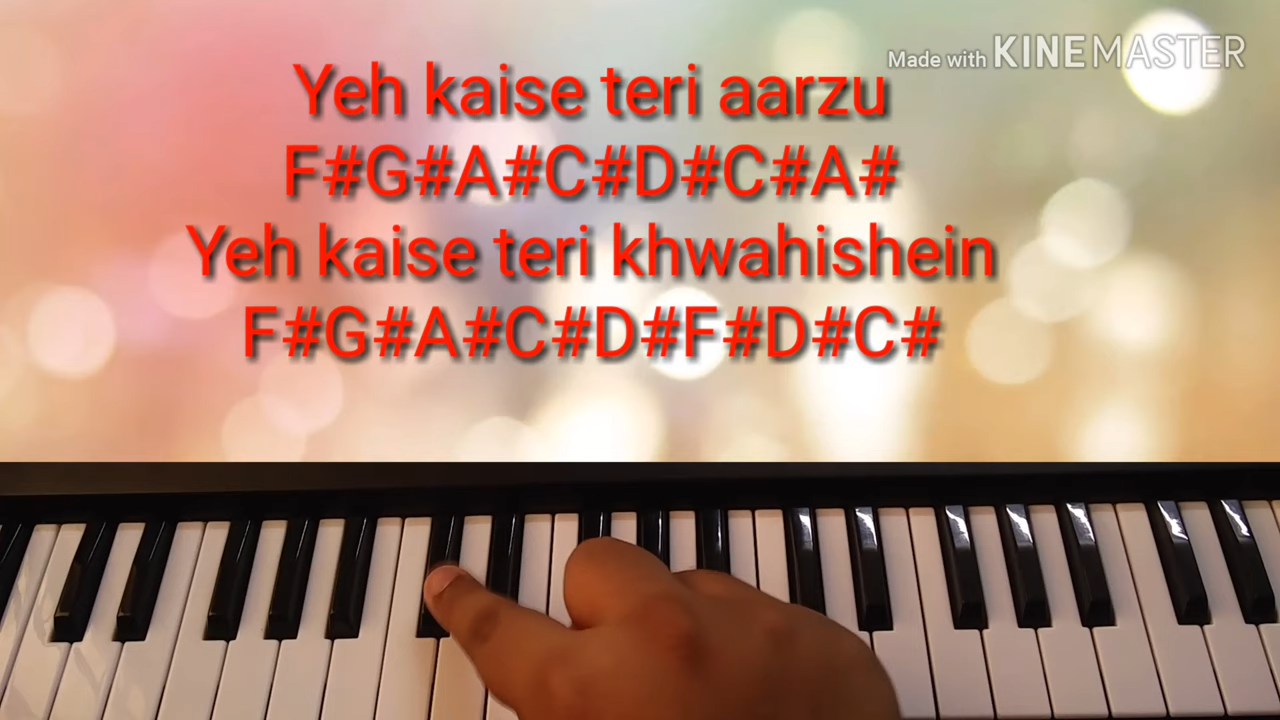 Made with KINEMASTER
Yeh kaise teri aarzu
F#G#A#C#D#C#A#
Yeh kaise teri khwahishein
F#G#A#C#D#F#D#C#